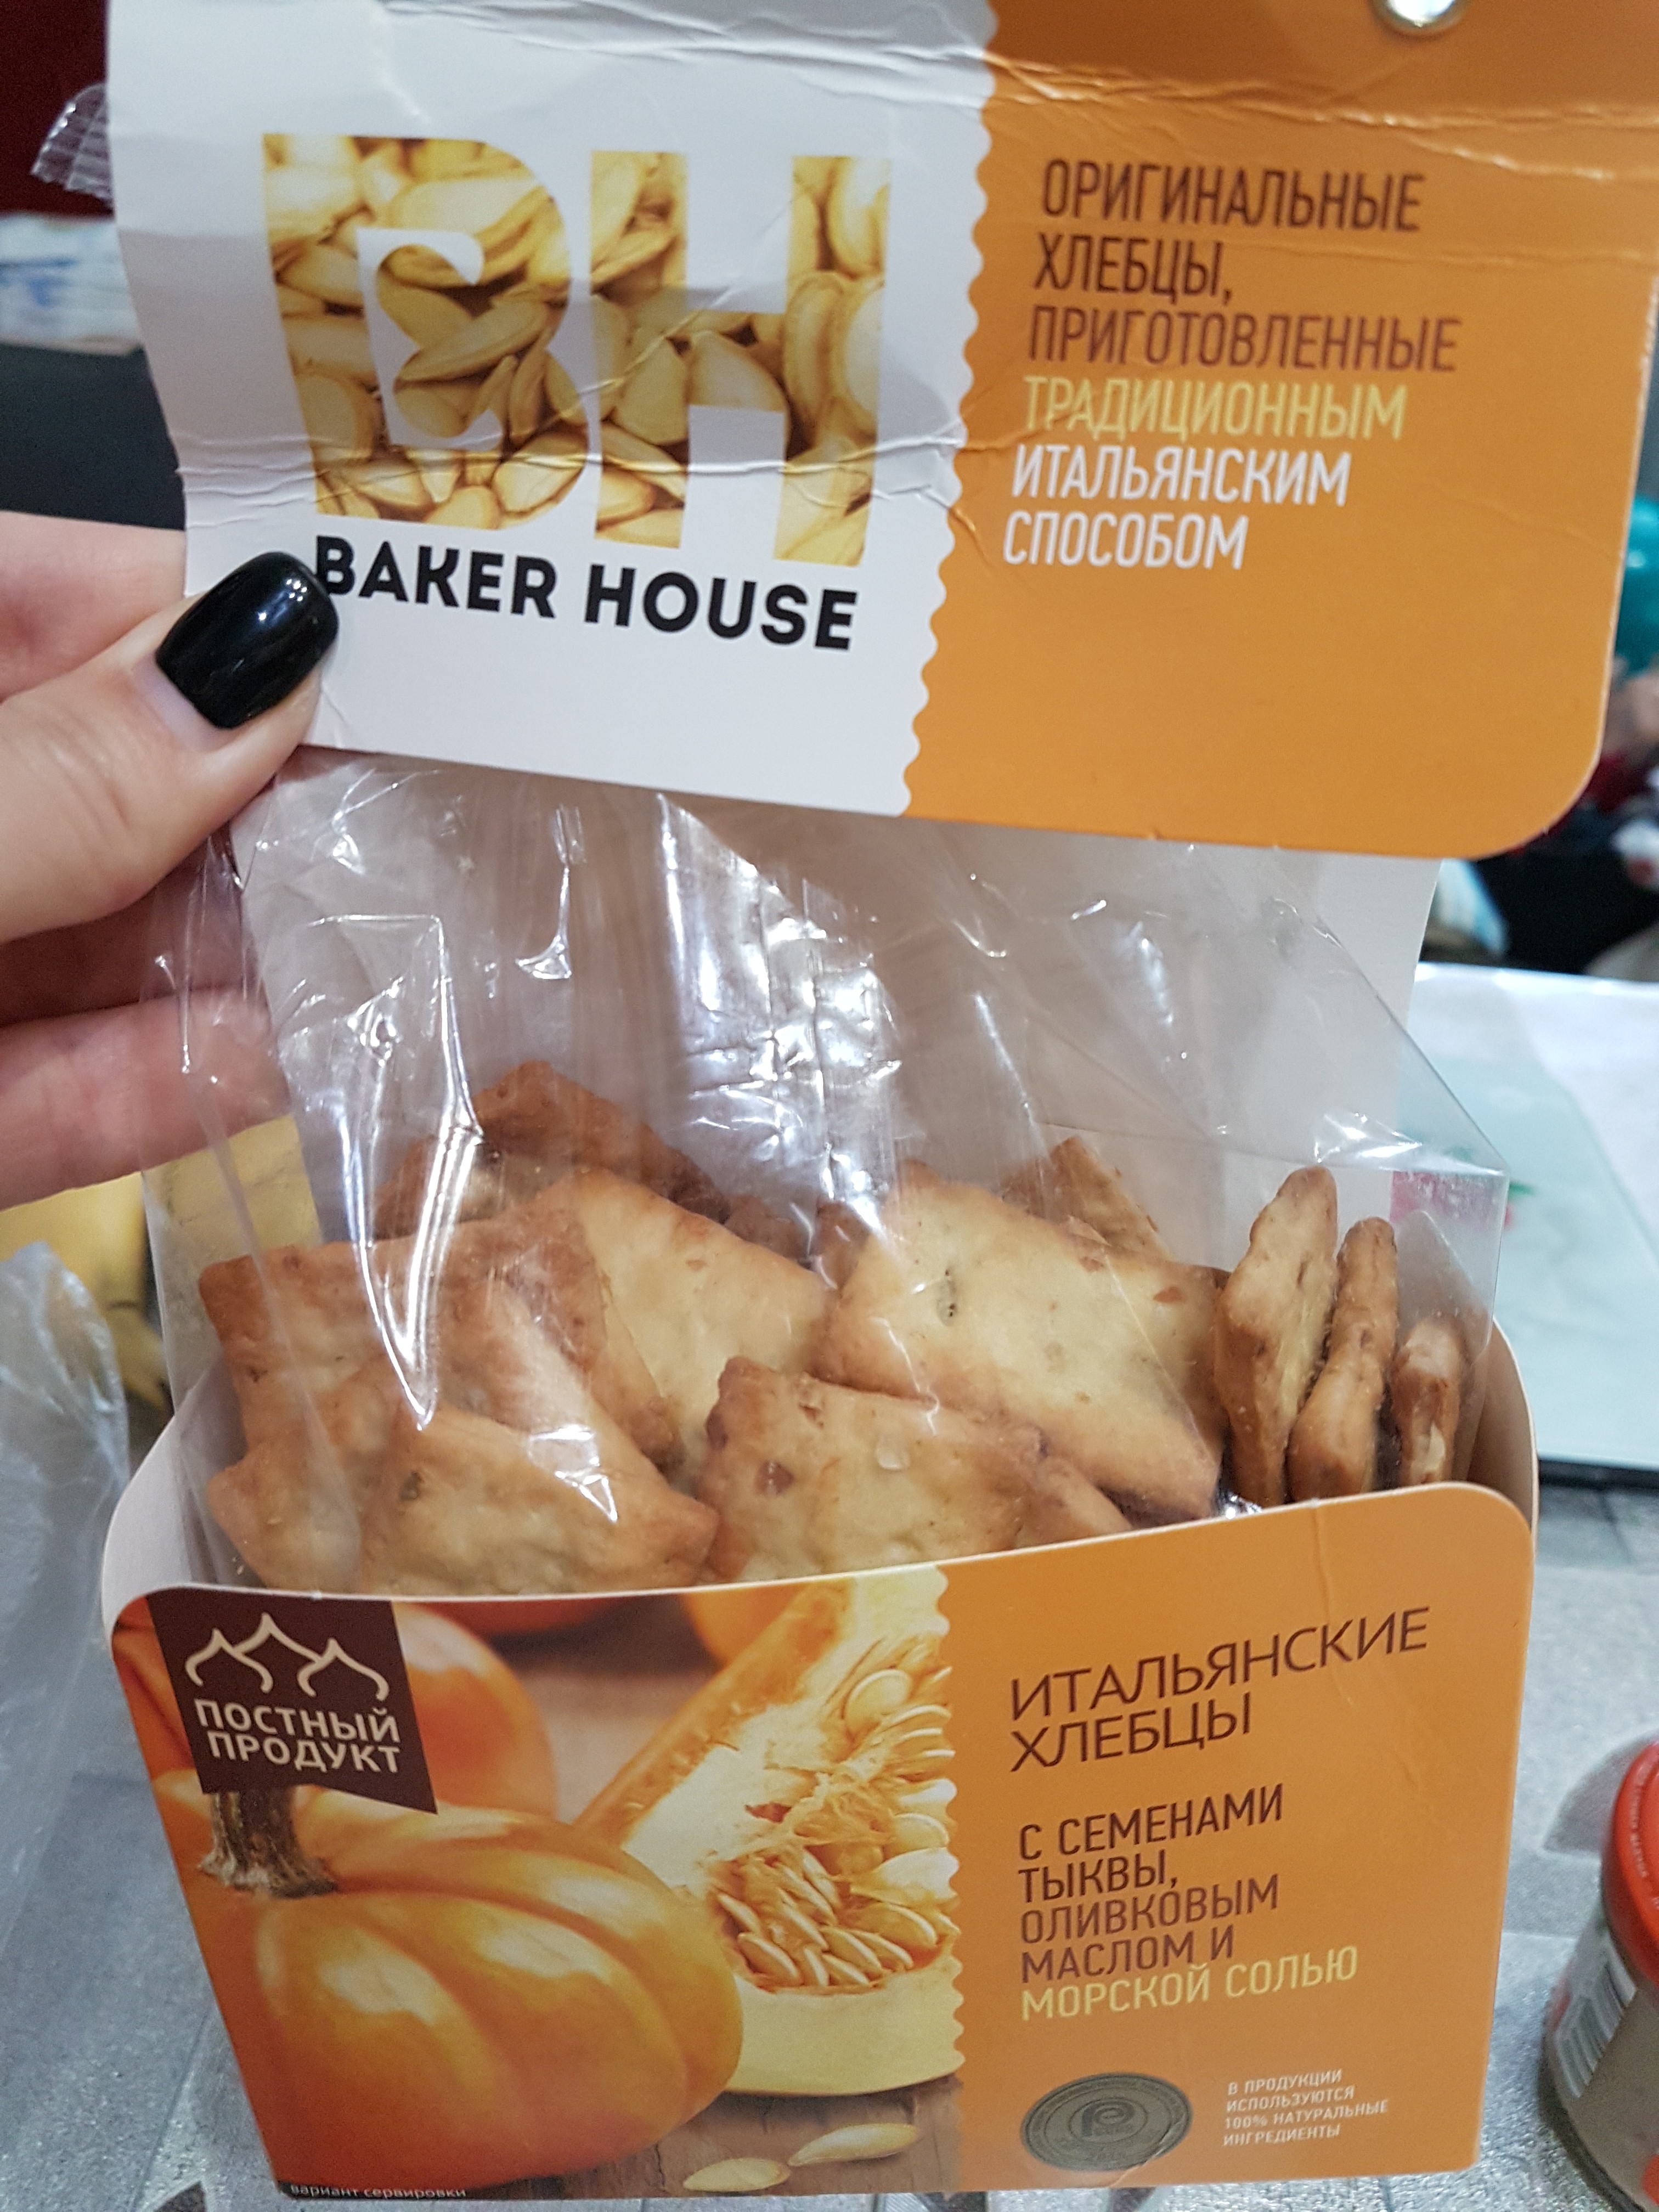 BH
BAKER HOUSE
ОРИГИНАЛЬНЫЕ
ХЛЕБЦЫ,
ПРИГОТОВЛЕННЫЕ
ТРАДИЦИОННЫМ
ИТАЛЬЯНСКИМ
СПОСОБОМ
ПОСТНЫЙ
ПРОДУКТ
ИТАЛЬЯНСКИЕ
ХЛЕБЦЫ
С СЕМЕНАМИ
ТЫКВЫ,
ОЛИВКОВЫМ
МАСЛОМ И
МОРСКОЙ СОЛЬЮ
В ПРОДУКЦИИ
ИСПОЛЬЗУЮТСЯ
100% НАТУРАЛЬНЫЕ
ИНГРЕДИЕНТЫ
вариант сервировки